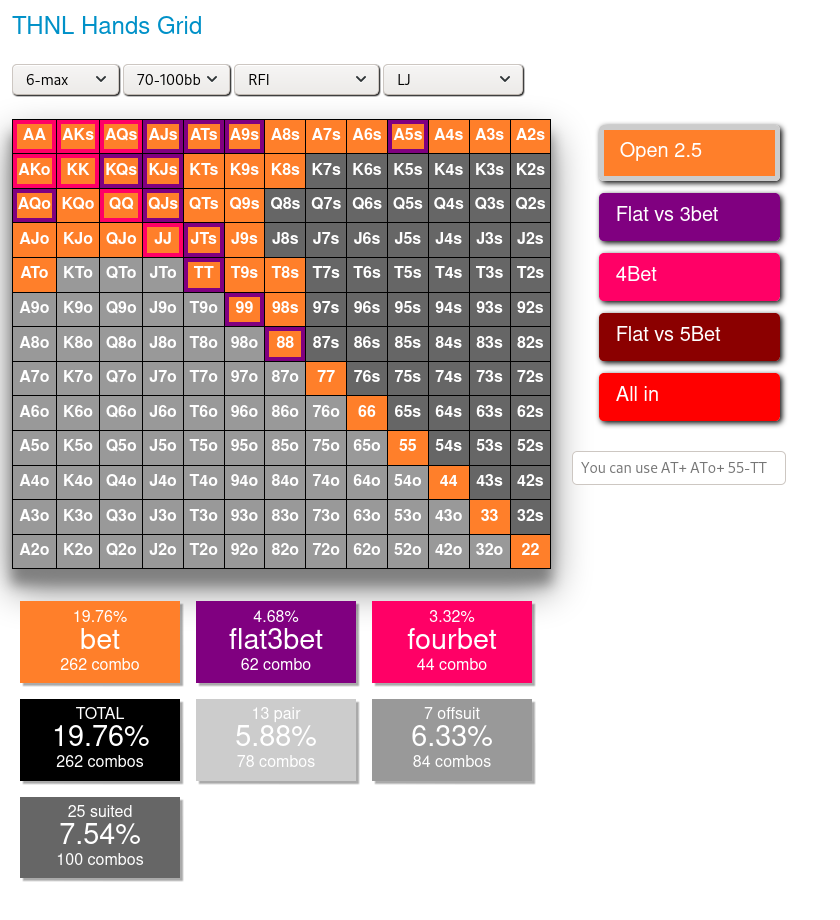 THNL Hands Grid
6-max 70-100bb RFI LJ
AA AKs AQs AJs ATs A9s A8s A7s A6s A5s A4s A3s A2s
AKo KK KQs KJs KTs K9s K8s K7s K6s K5s K4s K3s K2s
AQo KQo QQ QJs QTs Q9s Q8s Q7s Q6s Q5s Q4s Q3s Q2s
AJo KJo QJo JJ JTs J9s J8s J7s J6s J5s J4s J3s J2s
ATo KTo QTo JTo TT T9s T8s T7s T6s T5s T4s T3s T2s
A9o K9o Q9o J9o T9o 99 98s 97s 96s 95s 94s 93s 92s
A8o K8o Q8o J8o T8o 98o 88 87s 86s 85s 84s 83s 82s
A7o K7o Q7o J7o T7o 97o 87o 77 76s 75s 74s 73s 72s
A6o K6o Q6o J6o T6o 96o 86o 76o 66 65s 64s 63s 62s
A5o K5o Q5o J5o T5o 95o 85o 75o 65o 55 54s 53s 52s
A4o K4o Q4o J4o T4o 94o 84o 74o 64o 54o 44 43s 42s
A3o K3o Q3o J3o T3o 93o 83o 73o 63o 53o 43o 33 32s
A2o K2o Q2o J2o T2o 92o 82o 72o 62o 52o 42o 32o 22
Open 2.5
Flat vs 3bet
4Bet
Flat vs 5Bet
All in
You can use AT+ ATo+ 55-TT
19.76%
bet
262 combo
4.68%
flat3bet
62 combo
3.32%
fourbet
44 combo
TOTAL
19.76%
262 combos
13 pair
5.88%
78 combos
7 offsuit
6.33%
84 combos
25 suited
7.54%
100 combos